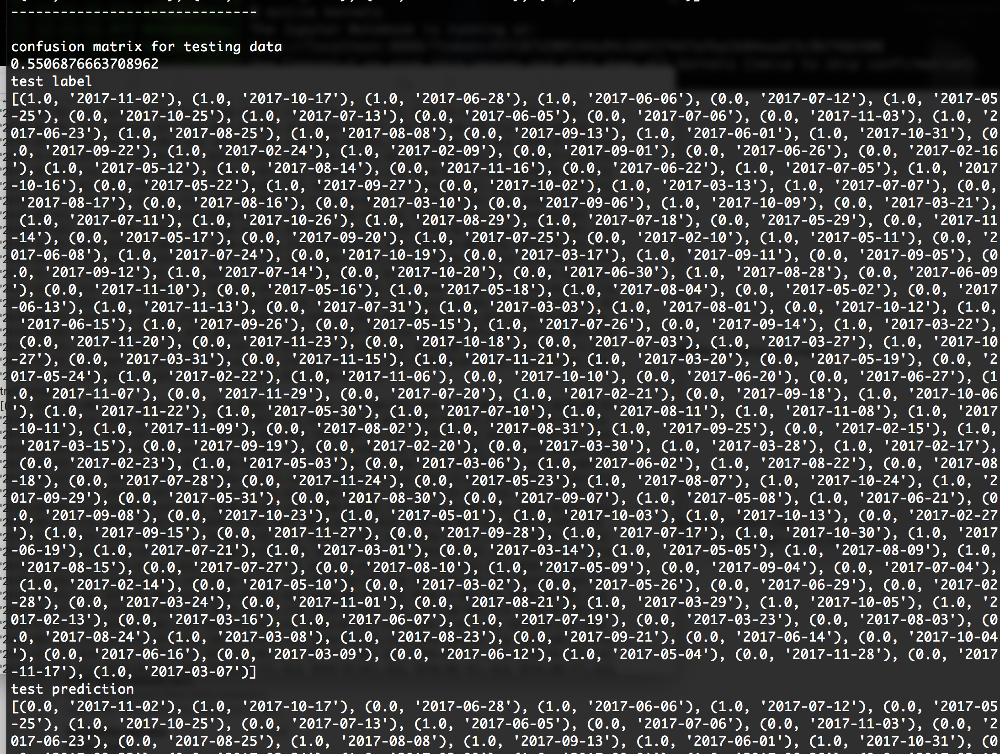 ------------------------------
confusion matrix for testing data
0.5506876663708962
test label
[(1.0, '2017-11-02'), (1.0, '2017-10-17'), (1.0, '2017-06-28'), (1.0, '2017-06-06'), (0.0, '2017-07-12'), (1.0, '2017-05
-25'), (0.0, '2017-10-25'), (1.0, '2017-07-13'), (0.0, '2017-06-05'), (0.0, '2017-07-06'), (0.0, '2017-11-03'), (1.0, '2
017-06-23'), (1.0, '2017-08-25'), (1.0, '2017-08-08'), (0.0, '2017-09-13'), (1.0, '2017-06-01'), (1.0, '2017-10-31'), (0
.0, '2017-09-22'), (1.0, '2017-02-24'), (1.0, '2017-02-09'), (0.0, '2017-09-01'), (0.0, '2017-06-26'), (0.0, '2017-02-16
'), (1.0, '2017-05-12'), (1.0, '2017-08-14'), (0.0, '2017-11-16'), (0.0, '2017-06-22'), (1.0, '2017-07-05'), (1.0, '2017
-10-16'), (0.0, '2017-05-22'), (1.0, '2017-09-27'), (0.0, '2017-10-02'), (1.0, '2017-03-13'), (1.0, '2017-07-07'), (0.0,
 '2017-08-17'), (0.0, '2017-08-16'), (0.0, '2017-03-10'), (0.0, '2017-09-06'), (1.0, '2017-10-09'), (0.0, '2017-03-21'),
 (1.0, '2017-07-11'), (1.0, '2017-10-26'), (1.0, '2017-08-29'), (1.0, '2017-07-18'), (0.0, '2017-05-29'), (0.0, '2017-11
-14'), (0.0, '2017-05-17'), (0.0, '2017-09-20'), (1.0, '2017-07-25'), (0.0, '2017-02-10'), (1.0, '2017-05-11'), (0.0, '2
017-06-08'), (1.0, '2017-07-24'), (0.0, '2017-10-19'), (0.0, '2017-03-17'), (1.0, '2017-09-11'), (0.0, '2017-09-05'), (0
.0, '2017-09-12'), (1.0, '2017-07-14'), (0.0, '2017-10-20'), (0.0, '2017-06-30'), (1.0, '2017-08-28'), (0.0, '2017-06-09
'), (0.0, '2017-11-10'), (0.0, '2017-05-16'), (1.0, '2017-05-18'), (1.0, '2017-08-04'), (0.0, '2017-05-02'), (0.0, '2017
-06-13'), (1.0, '2017-11-13'), (0.0, '2017-07-31'), (1.0, '2017-03-03'), (1.0, '2017-08-01'), (0.0, '2017-10-12'), (1.0,
 '2017-06-15'), (1.0, '2017-09-26'), (0.0, '2017-05-15'), (1.0, '2017-07-26'), (0.0, '2017-09-14'), (1.0, '2017-03-22'),
 (0.0, '2017-11-20'), (0.0, '2017-11-23'), (0.0, '2017-10-18'), (0.0, '2017-07-03'), (1.0, '2017-03-27'), (1.0, '2017-10
-27'), (0.0, '2017-03-31'), (0.0, '2017-11-15'), (1.0, '2017-11-21'), (1.0, '2017-03-20'), (0.0, '2017-05-19'), (0.0, '2
017-05-24'), (1.0, '2017-02-22'), (1.0, '2017-11-06'), (0.0, '2017-10-10'), (0.0, '2017-06-20'), (0.0, '2017-06-27'), (1
.0, '2017-11-07'), (0.0, '2017-11-29'), (0.0, '2017-07-20'), (1.0, '2017-02-21'), (0.0, '2017-09-18'), (1.0, '2017-10-06
'), (1.0, '2017-11-22'), (1.0, '2017-05-30'), (1.0, '2017-07-10'), (1.0, '2017-08-11'), (1.0, '2017-11-08'), (1.0, '2017
-10-11'), (1.0, '2017-11-09'), (0.0, '2017-08-02'), (1.0, '2017-08-31'), (1.0, '2017-09-25'), (0.0, '2017-02-15'), (1.0,
 '2017-03-15'), (0.0, '2017-09-19'), (0.0, '2017-02-20'), (0.0, '2017-03-30'), (1.0, '2017-03-28'), (1.0, '2017-02-17'),
 (0.0, '2017-02-23'), (1.0, '2017-05-03'), (0.0, '2017-03-06'), (1.0, '2017-06-02'), (1.0, '2017-08-22'), (0.0, '2017-08
-18'), (0.0, '2017-07-28'), (0.0, '2017-11-24'), (0.0, '2017-05-23'), (1.0, '2017-08-07'), (1.0, '2017-10-24'), (1.0, '2
017-09-29'), (0.0, '2017-05-31'), (0.0, '2017-08-30'), (0.0, '2017-09-07'), (1.0, '2017-05-08'), (1.0, '2017-06-21'), (0
.0, '2017-09-08'), (0.0, '2017-10-23'), (1.0, '2017-05-01'), (1.0, '2017-10-03'), (1.0, '2017-10-13'), (0.0, '2017-02-27
'), (1.0, '2017-09-15'), (0.0, '2017-11-27'), (0.0, '2017-09-28'), (1.0, '2017-07-17'), (1.0, '2017-10-30'), (1.0, '2017
-06-19'), (1.0, '2017-07-21'), (1.0, '2017-03-01'), (0.0, '2017-03-14'), (1.0, '2017-05-05'), (1.0, '2017-08-09'), (1.0,
 '2017-08-15'), (0.0, '2017-07-27'), (0.0, '2017-08-10'), (1.0, '2017-05-09'), (0.0, '2017-09-04'), (0.0, '2017-07-04'),
 (1.0, '2017-02-14'), (0.0, '2017-05-10'), (0.0, '2017-03-02'), (0.0, '2017-05-26'), (0.0, '2017-06-29'), (0.0, '2017-02
-28'), (0.0, '2017-03-24'), (0.0, '2017-11-01'), (0.0, '2017-08-21'), (1.0, '2017-03-29'), (1.0, '2017-10-05'), (1.0, '2
017-02-13'), (0.0, '2017-03-16'), (1.0, '2017-06-07'), (1.0, '2017-07-19'), (0.0, '2017-03-23'), (0.0, '2017-08-03'), (0
.0, '2017-08-24'), (1.0, '2017-03-08'), (1.0, '2017-08-23'), (0.0, '2017-09-21'), (0.0, '2017-06-14'), (0.0, '2017-10-04
'), (0.0, '2017-06-16'), (0.0, '2017-03-09'), (0.0, '2017-06-12'), (1.0, '2017-05-04'), (0.0, '2017-11-28'), (0.0, '2017
-11-17'), (1.0, '2017-03-07')]
test prediction
[(0.0, '2017-11-02'), (1.0, '2017-10-17'), (0.0, '2017-06-28'), (1.0, '2017-06-06'), (1.0, '2017-07-12'), (0.0, '2017-05
-25'), (1.0, '2017-10-25'), (0.0, '2017-07-13'), (1.0, '2017-06-05'), (0.0, '2017-07-06'), (0.0, '2017-11-03'), (0.0, '2
017-06-23'), (0.0, '2017-08-25'), (1.0, '2017-08-08'), (1.0, '2017-09-13'), (1.0, '2017-06-01'), (1.0, '2017-10-31'), (0